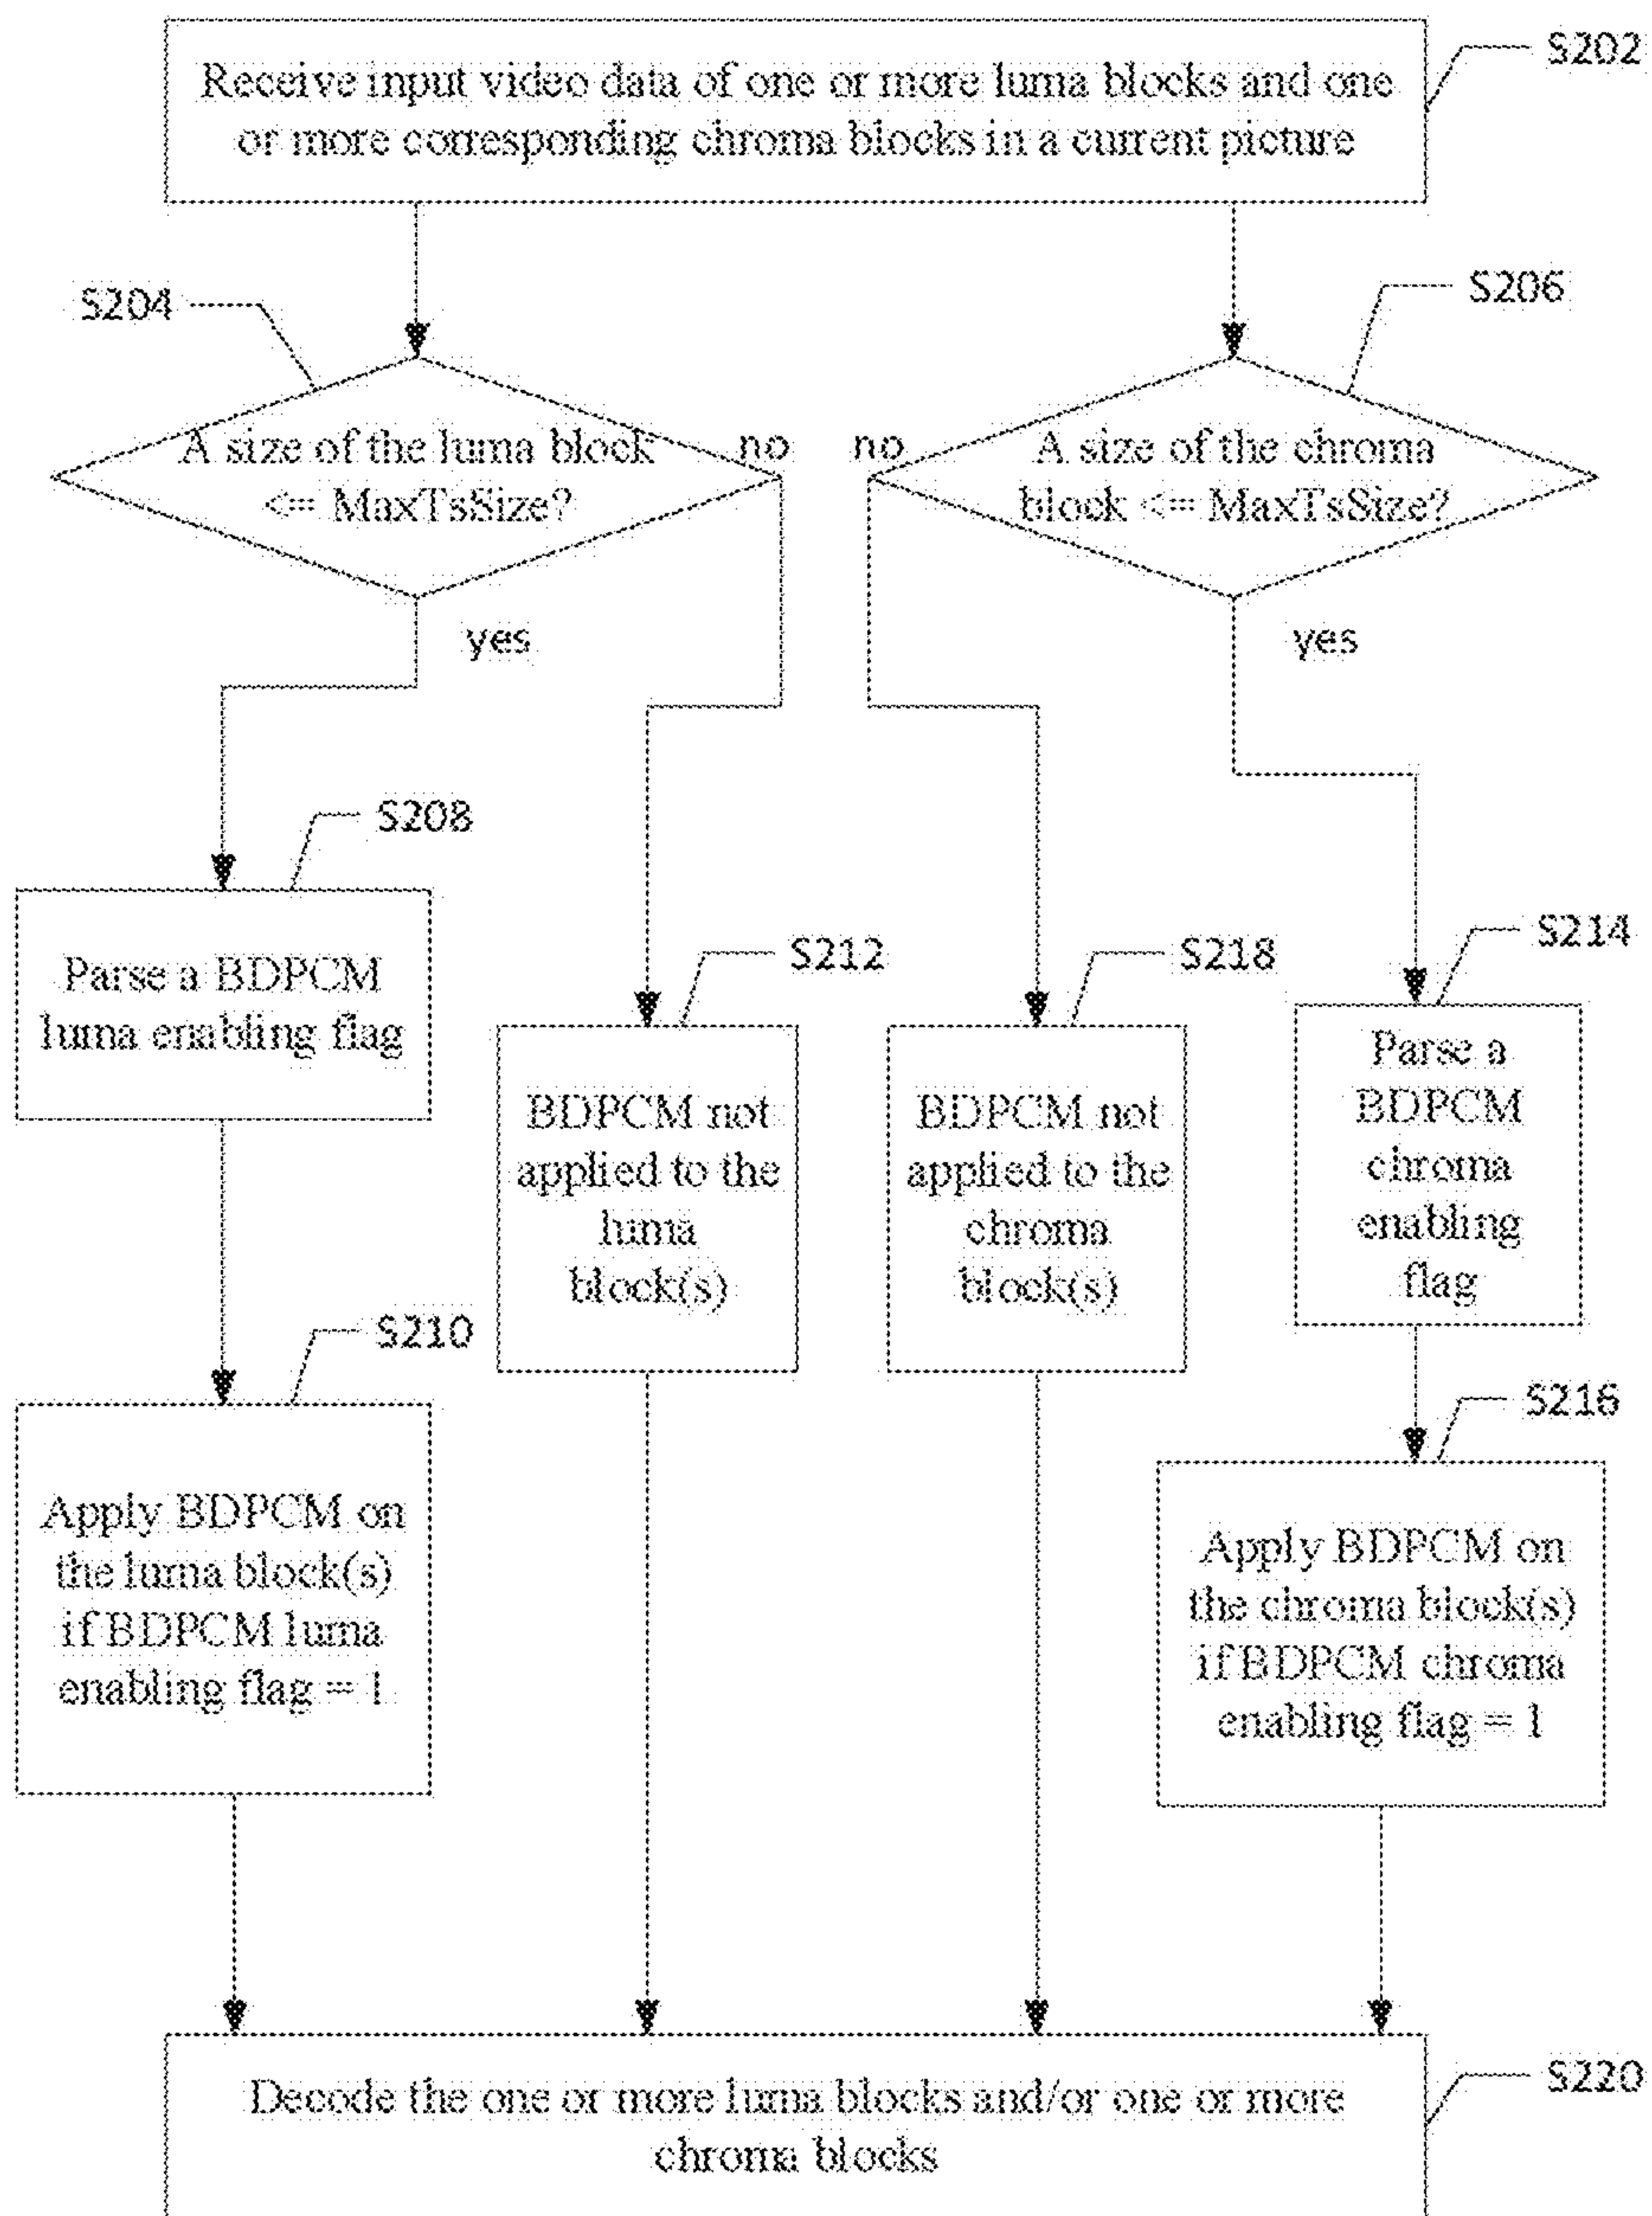 S202
Receive input video data of one or more luma blocks and one
or more corresponding chroma blocks in a current picture
S204
S206
A size of the luma block
<= MaxTsSize?
no
no
A size of the chroma
block <= MaxTsSize?
yes
yes
S208
Parse a BDPCM
luma enabling flag
S212
BDPCM not
applied to the
luma
block(s)
S218
BDPCM not
applied to the
chroma
block(s)
S214
Parse a
BDPCM
chroma
enabling
flag
S210
Apply BDPCM on
the luma block(s)
if BDPCM luma
enabling flag = 1
S216
Apply BDPCM on
the chroma block(s)
if BDPCM chroma
enabling flag = 1
S220
Decode the one or more luma blocks and/or one or more
chroma blocks